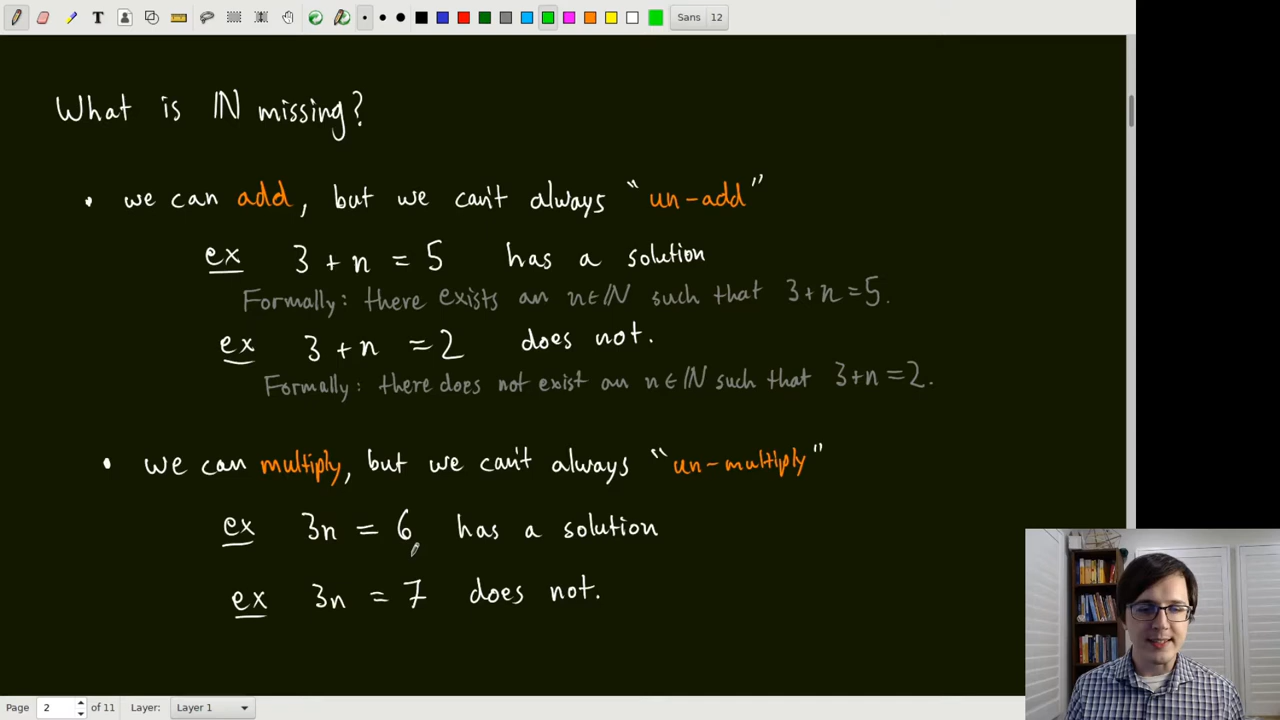 Sans 12
What is ℕ missing?
• we can add, but we can't always "un-add"
ex 3 + n = 5 has a solution
Formally: there exists an n∈ℕ such that 3+n=5.
ex 3 + n = 2 does not.
Formally: there does not exist an n∈ℕ such that 3+n=2.
• we can multiply, but we can't always "un-multiply"
ex 3n = 6 has a solution
ex 3n = 7 does not.
Page 2 of 11 Layer: Layer 1